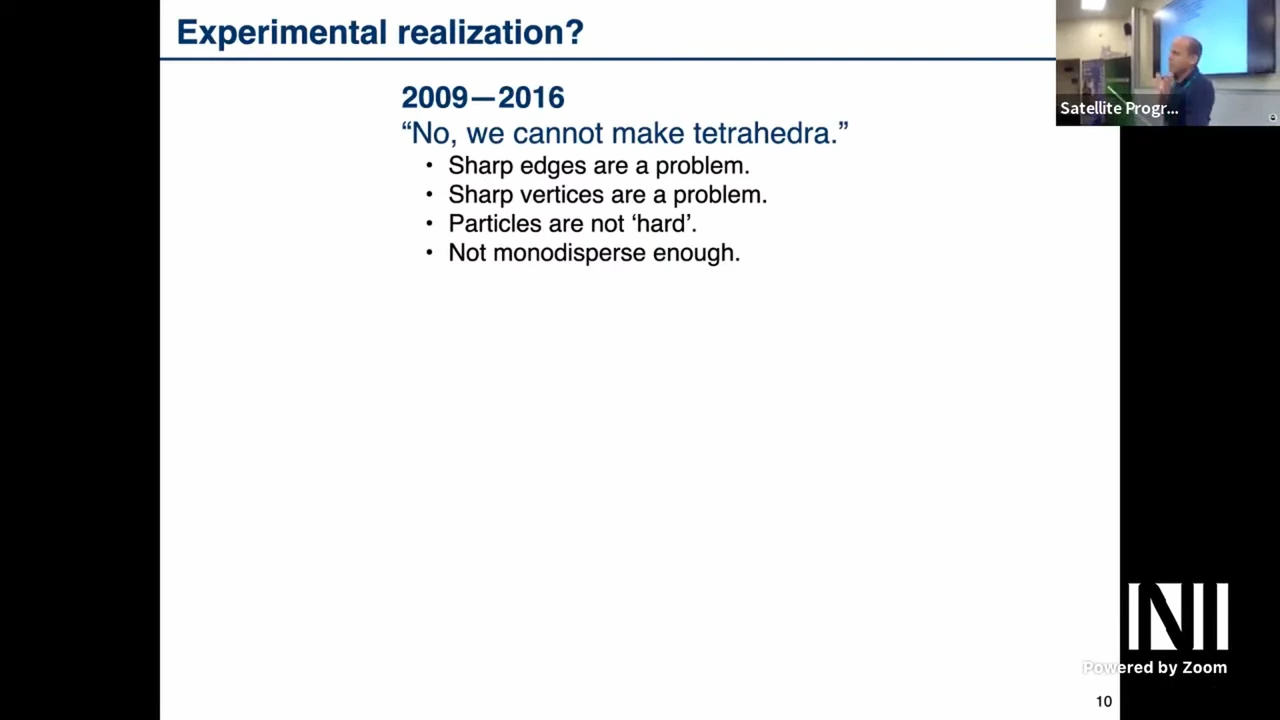 Experimental realization?
2009—2016
“No, we cannot make tetrahedra.”
• Sharp edges are a problem.
• Sharp vertices are a problem.
• Particles are not ‘hard’.
• Not monodisperse enough.
Satellite Progr...
NI
Powered by Zoom
10